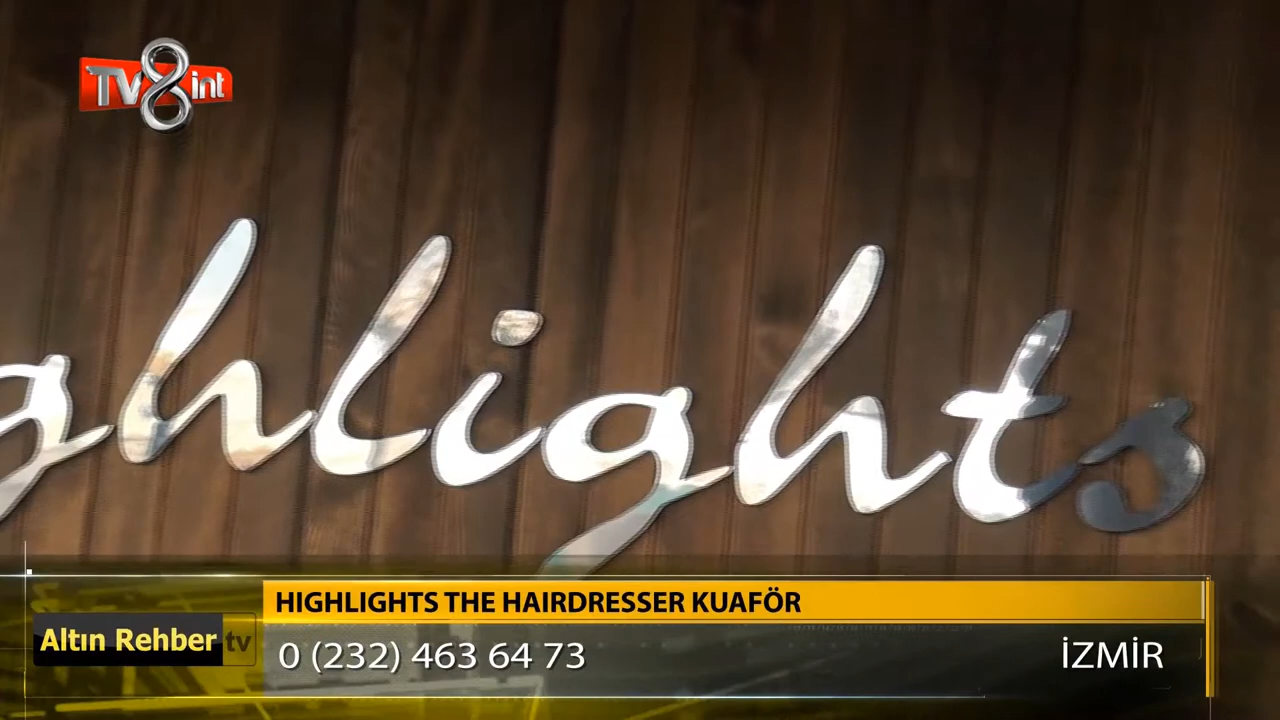 TV8int
ghlights
HIGHLIGHTS THE HAIRDRESSER KUAFÖR
Altın Rehber tv
0 (232) 463 64 73
İZMİR